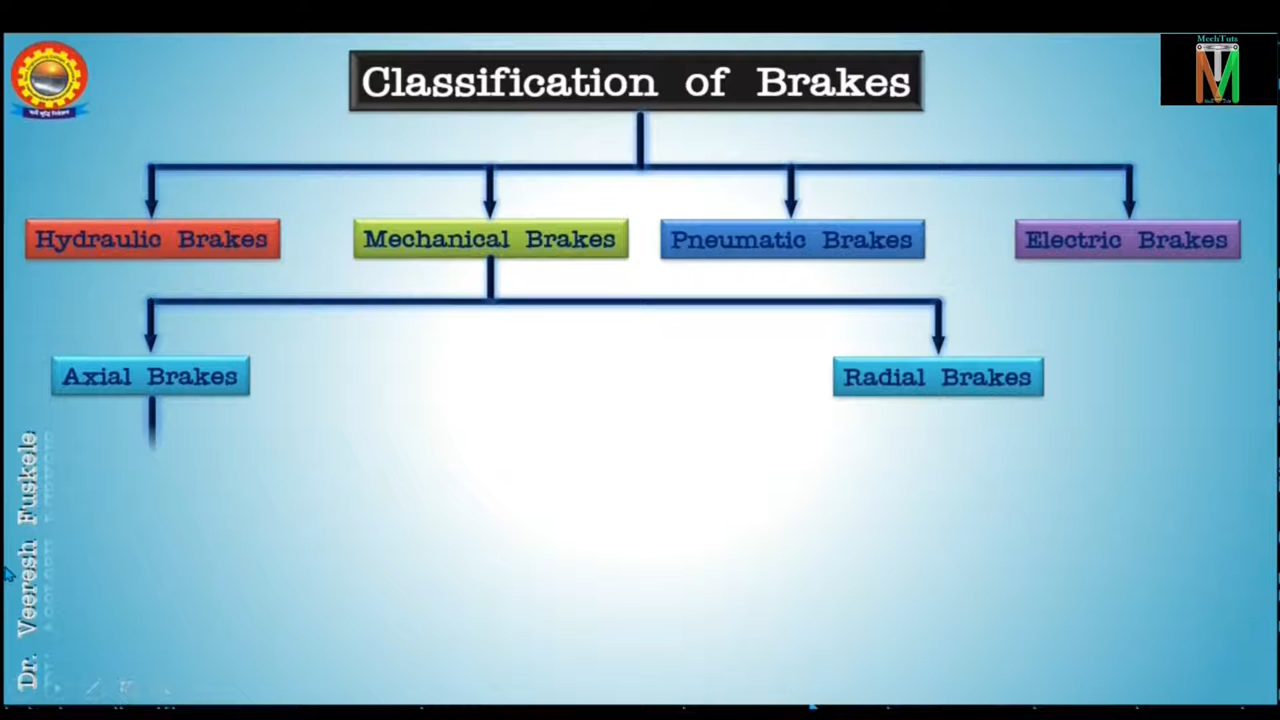 MechTuts
Classification of Brakes
Hydraulic Brakes
Mechanical Brakes
Pneumatic Brakes
Electric Brakes
Axial Brakes
Radial Brakes
Dr. Veeresh Fuskele